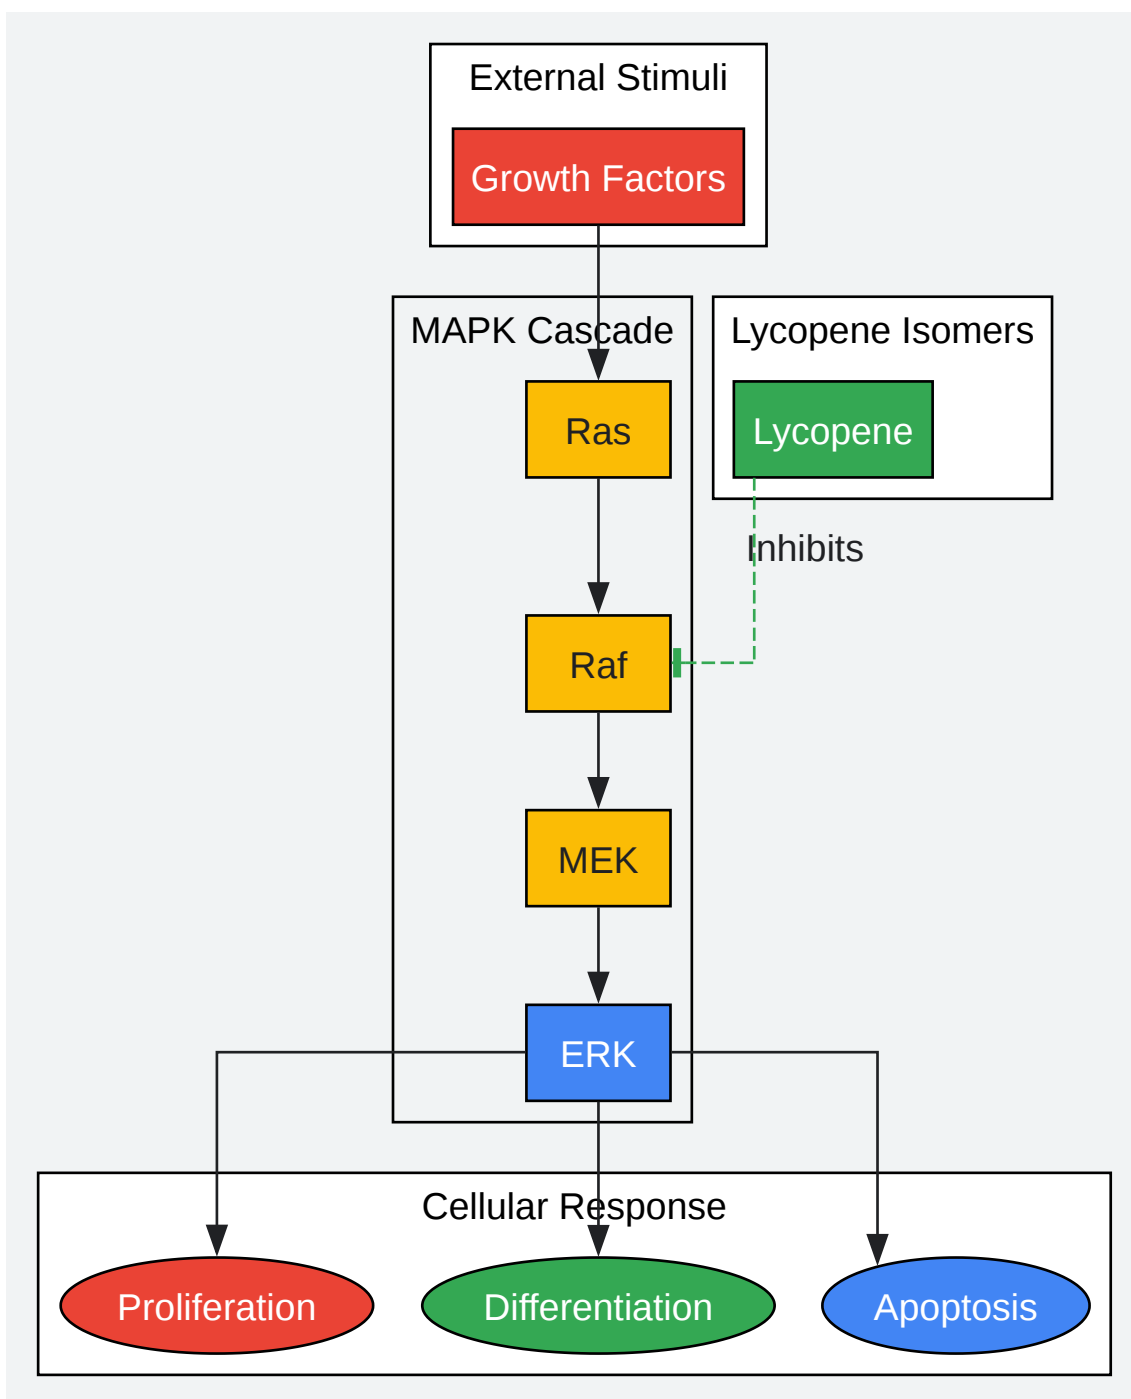 External Stimuli
Growth Factors
MAPK Cascade
Lycopene Isomers
Ras
Lycopene
Inhibits
Raf
MEK
ERK
Cellular Response
Proliferation
Differentiation
Apoptosis